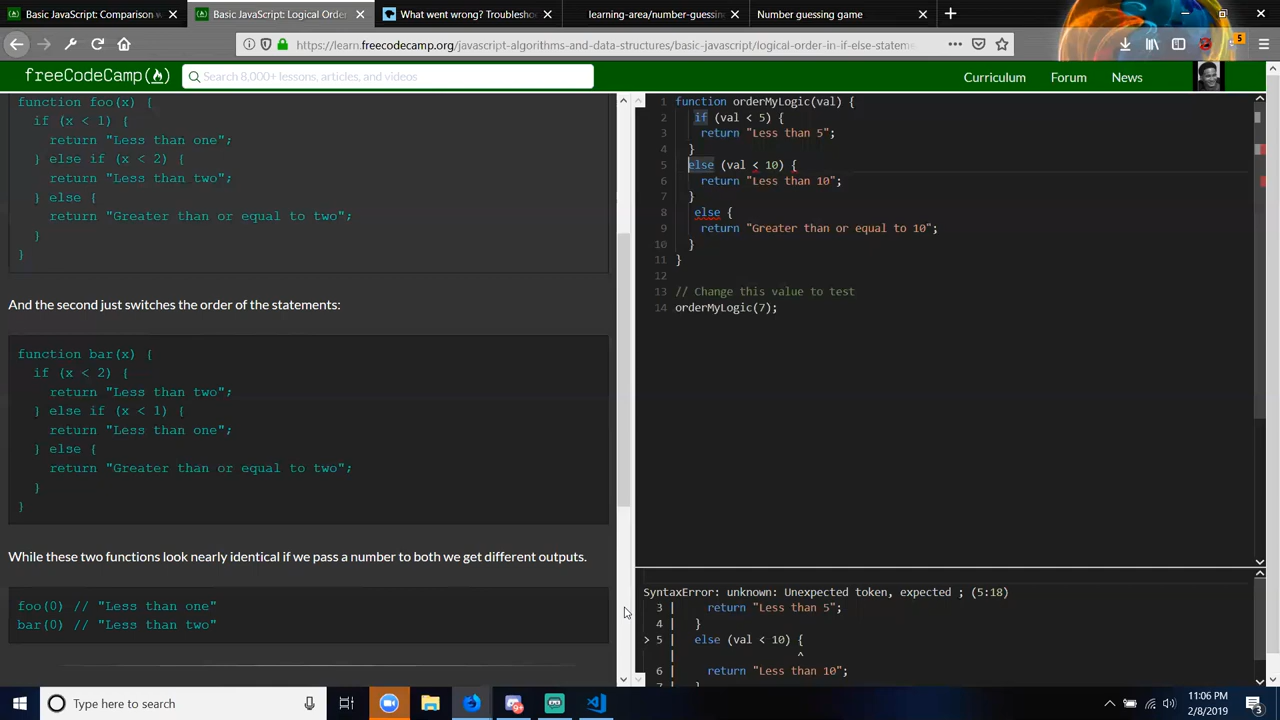 Basic JavaScript: Comparison w
Basic JavaScript: Logical Order
What went wrong? Troublesho
learning-area/number-guessing
Number guessing game
https://learn.freecodecamp.org/javascript-algorithms-and-data-structures/basic-javascript/logical-order-in-if-else-stateme
5
freeCodeCamp
Search 8,000+ lessons, articles, and videos
Curriculum
Forum
News
function foo(x) {
if (x < 1) {
return "Less than one";
} else if (x < 2) {
return "Less than two";
} else {
return "Greater than or equal to two";
}
}
And the second just switches the order of the statements:
function bar(x) {
if (x < 2) {
return "Less than two";
} else if (x < 1) {
return "Less than one";
} else {
return "Greater than or equal to two";
}
}
While these two functions look nearly identical if we pass a number to both we get different outputs.
foo(0) // "Less than one"
bar(0) // "Less than two"
1 function orderMyLogic(val) {
2 if (val < 5) {
3 return "Less than 5";
4 }
5 else (val < 10) {
6 return "Less than 10";
7 }
8 else {
9 return "Greater than or equal to 10";
10 }
11 }
12
13 // Change this value to test
14 orderMyLogic(7);
SyntaxError: unknown: Unexpected token, expected ; (5:18)
3 | return "Less than 5";
4 | }
> 5 | else (val < 10) {
| ^
6 | return "Less than 10";
Type here to search
11:06 PM
2/8/2019
3